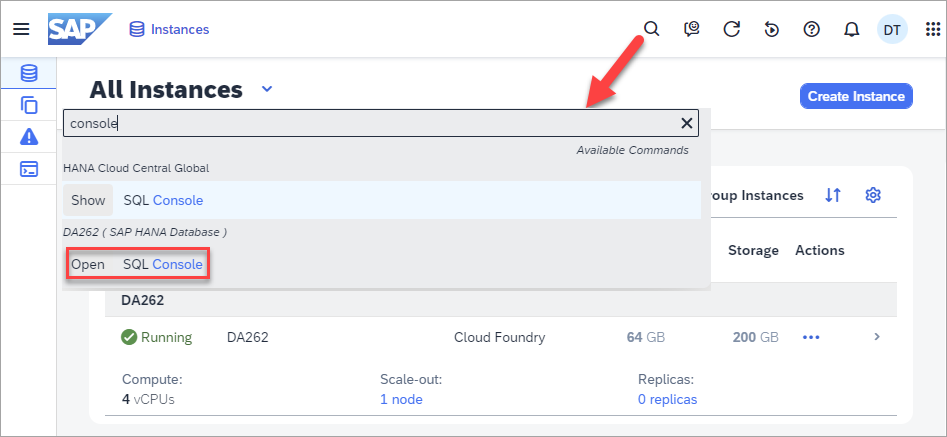 SAP Instances DT
All Instances
Create Instance
console
Available Commands
HANA Cloud Central Global
Show SQL Console
oup Instances
DA262 ( SAP HANA Database )
Open SQL Console
Storage Actions
DA262
Running DA262 Cloud Foundry 64 GB 200 GB
Compute: Scale-out: Replicas:
4 vCPUs 1 node 0 replicas